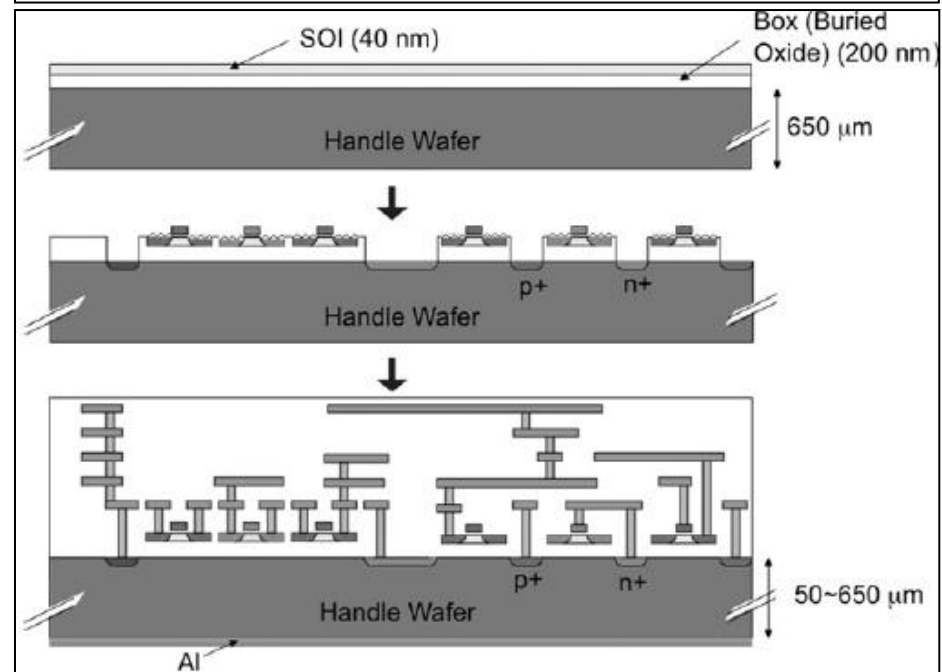 SOI (40 nm)
Box (Buried
Oxide) (200 nm)
650 μm
Handle Wafer
p+
n+
Handle Wafer
p+
n+
50~650 μm
Handle Wafer
Al